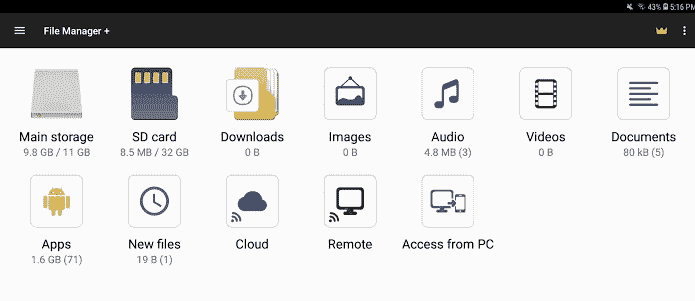 43% 5:16 PM
File Manager +
Main storage SD card Downloads Images Audio Videos Documents
9.8 GB / 11 GB 8.5 MB / 32 GB 0 B 0 B 4.8 MB (3) 0 B 80 kB (5)
Apps New files Cloud Remote Access from PC
1.6 GB (71) 19 B (1)